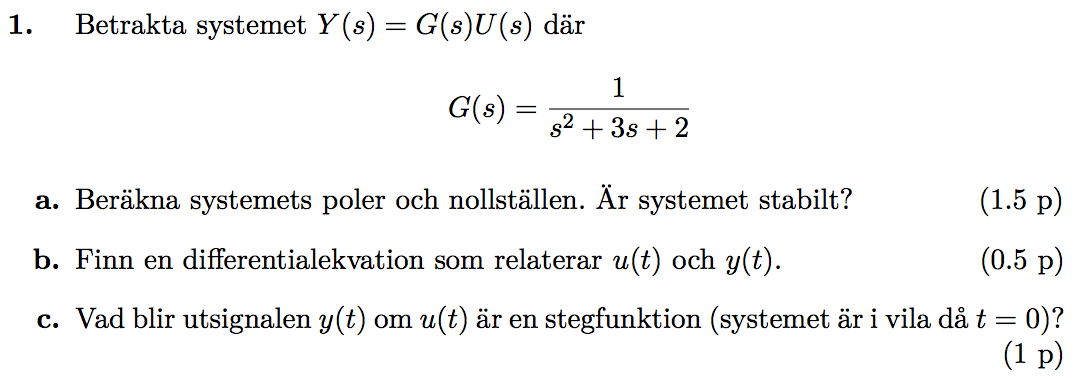 1. Betrakta systemet Y(s) = G(s)U(s) där
G(s) = 1 / (s² + 3s + 2)
a. Beräkna systemets poler och nollställen. Är systemet stabilt? (1.5 p)
b. Finn en differentialekvation som relaterar u(t) och y(t). (0.5 p)
c. Vad blir utsignalen y(t) om u(t) är en stegfunktion (systemet är i vila då t = 0)?
(1 p)